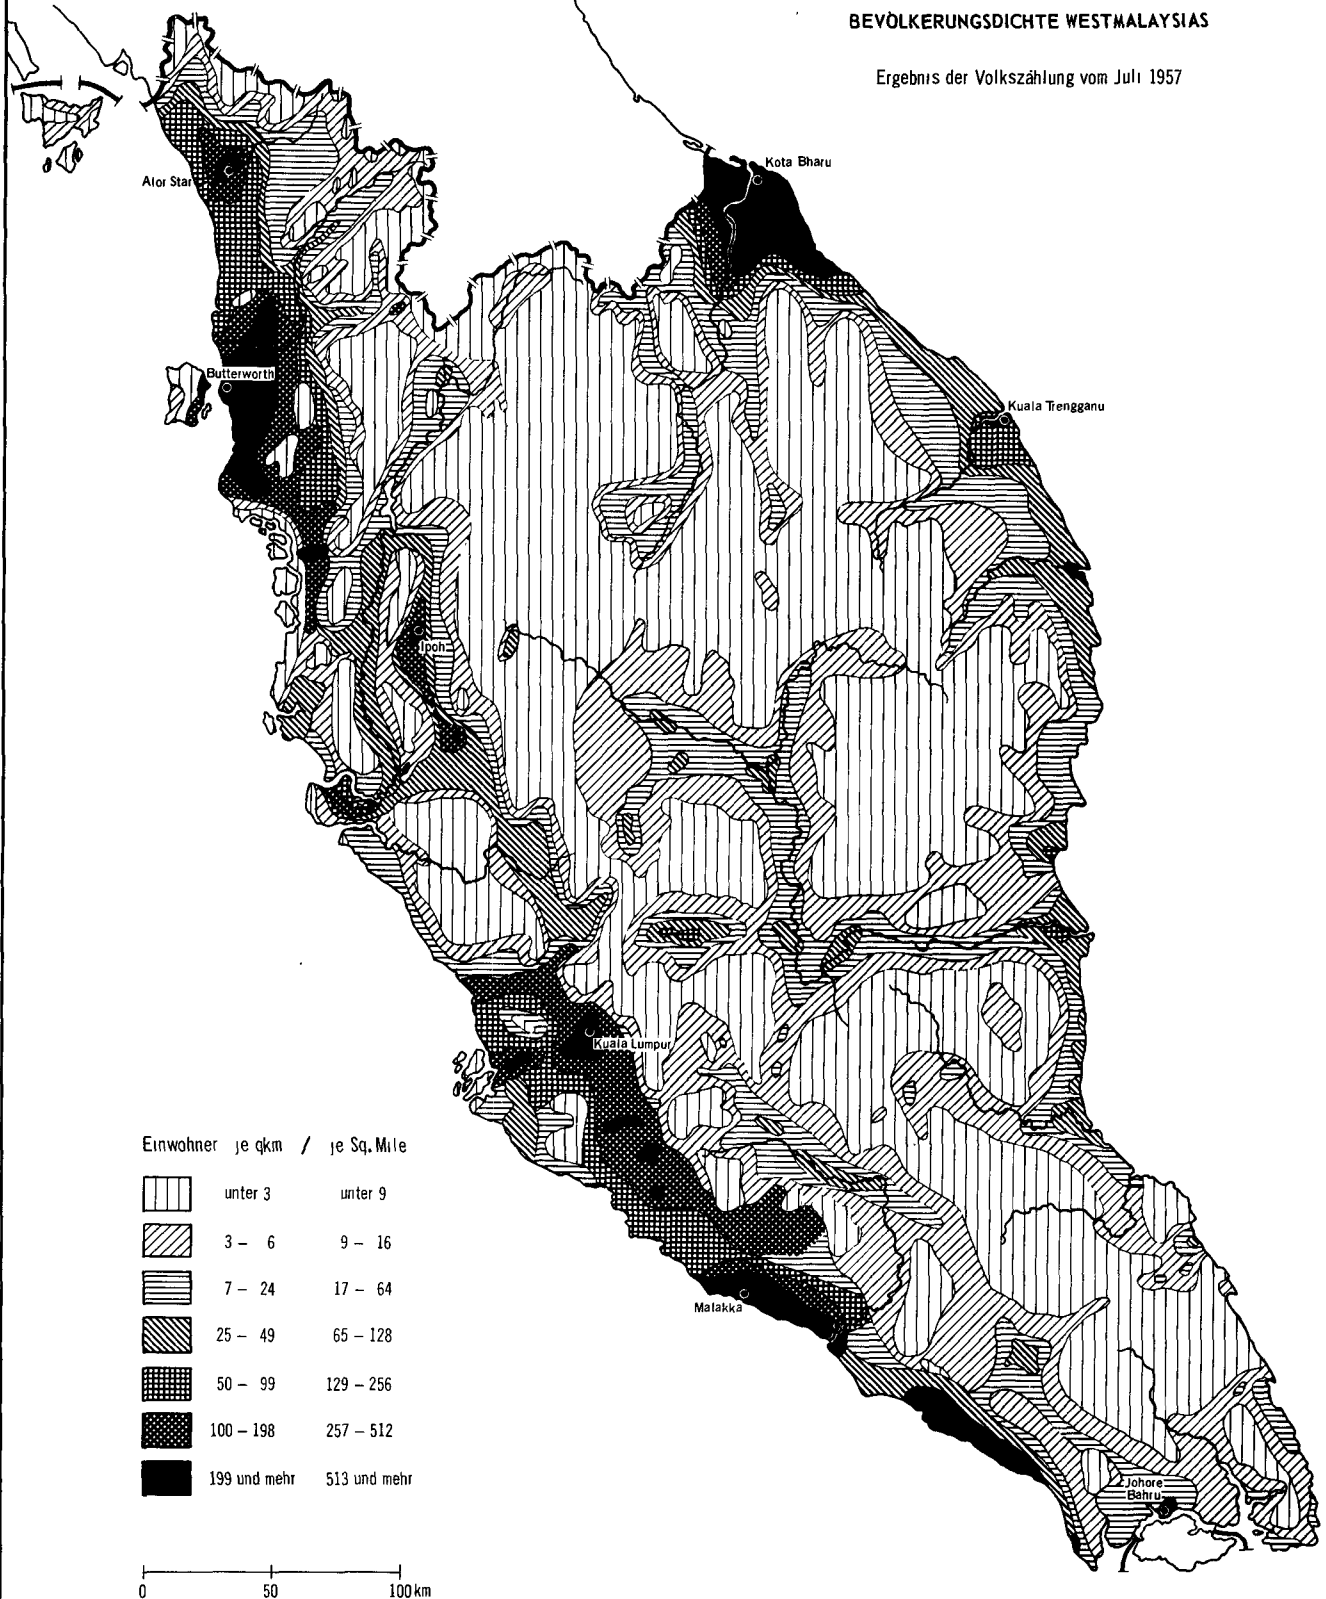 BEVÖLKERUNGSDICHTE WESTMALAYSIAS
Ergebnis der Volkszählung vom Juli 1957
Kota Bharu
Alor Star
Butterworth
Kuala Trengganu
Ipoh
Kuala Lumpur
Malakka
Johore
Bahru
Einwohner je qkm / je Sq. Mile
unter 3 unter 9
3 – 6 9 – 16
7 – 24 17 – 64
25 – 49 65 – 128
50 – 99 129 – 256
100 – 198 257 – 512
199 und mehr 513 und mehr
0 50 100 km